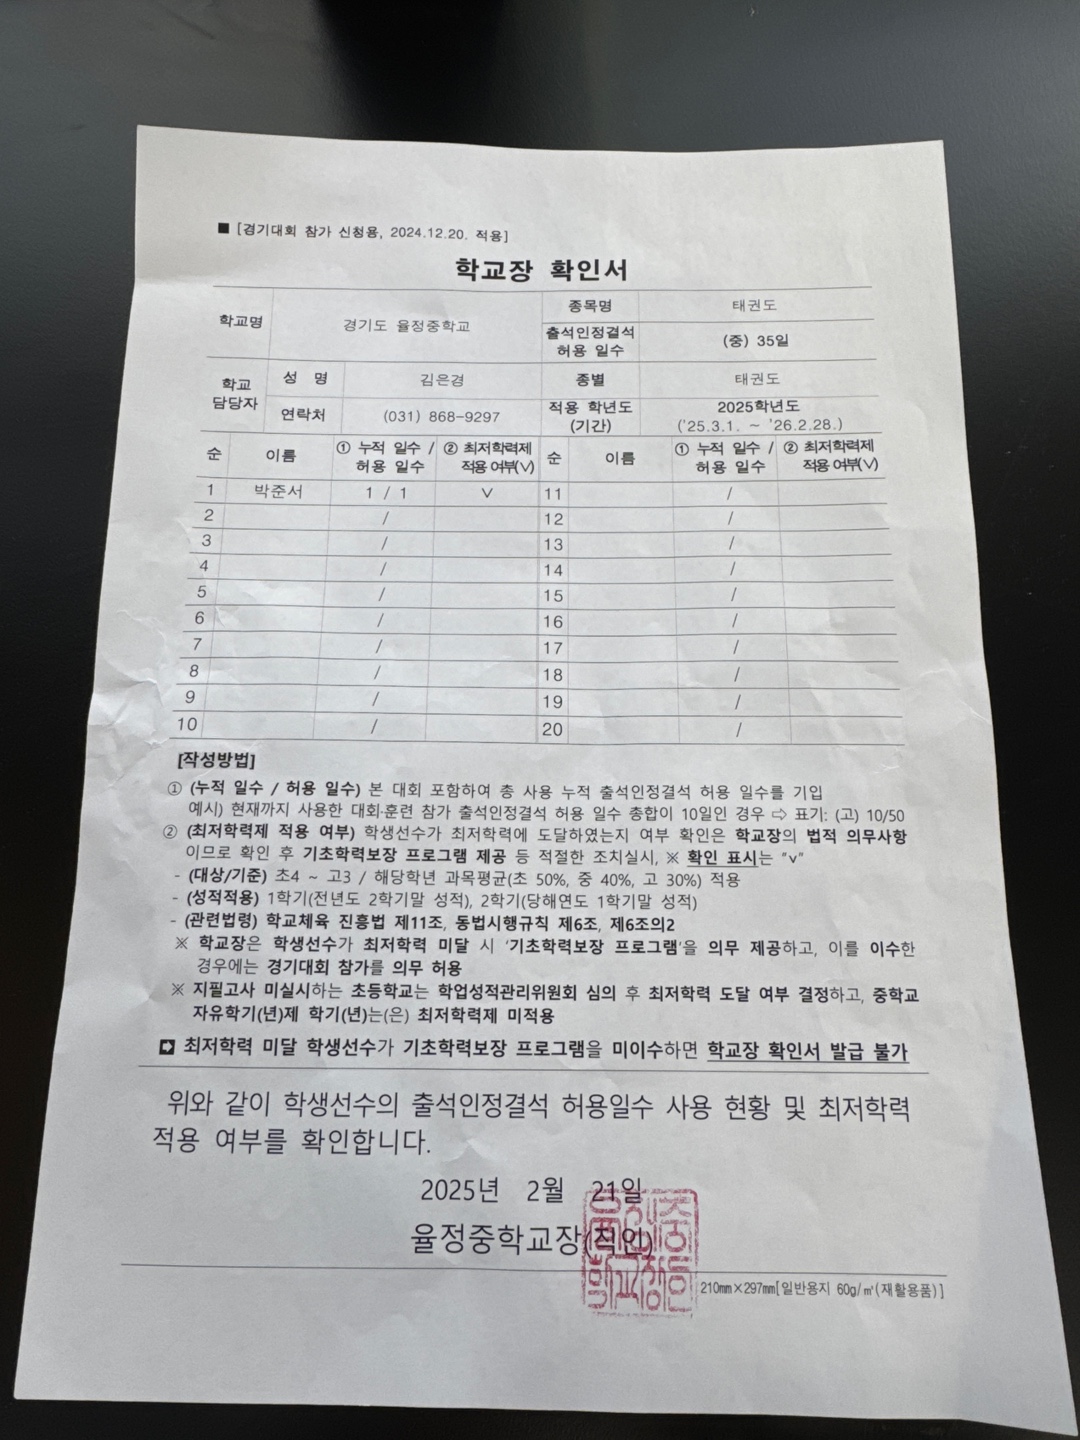 ■ [경기대회 참가 신청용, 2024.12.20. 적용]
학교장 확인서
학교명 경기도 율정중학교 종목명 태권도
출석인정결석 허용 일수 (중) 35일
학교 담당자 성 명 김은경 종별 태권도
연락처 (031) 868-9297 적용 학년도 (기간) 2025학년도 ('25.3.1. ~ '26.2.28.)
순 이름 ① 누적 일수 / 허용 일수 ② 최저학력제 적용 여부(∨) 순 이름 ① 누적 일수 / 허용 일수 ② 최저학력제 적용 여부(∨)
1 박준서 1 / 1 ∨ 11 /
2 / 12 /
3 / 13 /
4 / 14 /
5 / 15 /
6 / 16 /
7 / 17 /
8 / 18 /
9 / 19 /
10 / 20 /
[작성방법]
① (누적 일수 / 허용 일수) 본 대회 포함하여 총 사용 누적 출석인정결석 허용 일수를 기입
예시) 현재까지 사용한 대회·훈련 참가 출석인정결석 허용 일수 총합이 10일인 경우 ⇨ 표기: (고) 10/50
② (최저학력제 적용 여부) 학생선수가 최저학력에 도달하였는지 여부 확인은 학교장의 법적 의무사항
이므로 확인 후 기초학력보장 프로그램 제공 등 적절한 조치실시, ※ 확인 표시는 "∨"
- (대상/기준) 초4 ~ 고3 / 해당학년 과목평균(초 50%, 중 40%, 고 30%) 적용
- (성적적용) 1학기(전년도 2학기말 성적), 2학기(당해연도 1학기말 성적)
- (관련법령) 학교체육 진흥법 제11조, 동법시행규칙 제6조, 제6조의2
※ 학교장은 학생선수가 최저학력 미달 시 '기초학력보장 프로그램'을 의무 제공하고, 이를 이수한
경우에는 경기대회 참가를 의무 허용
※ 지필고사 미실시하는 초등학교는 학업성적관리위원회 심의 후 최저학력 도달 여부 결정하고, 중학교
자유학기(년)제 학기(년)는(은) 최저학력제 미적용
➡ 최저학력 미달 학생선수가 기초학력보장 프로그램을 미이수하면 학교장 확인서 발급 불가
위와 같이 학생선수의 출석인정결석 허용일수 사용 현황 및 최저학력
적용 여부를 확인합니다.
2025년 2월 21일
율정중학교장(직인)
210㎜×297㎜[일반용지 60g/㎡(재활용품)]